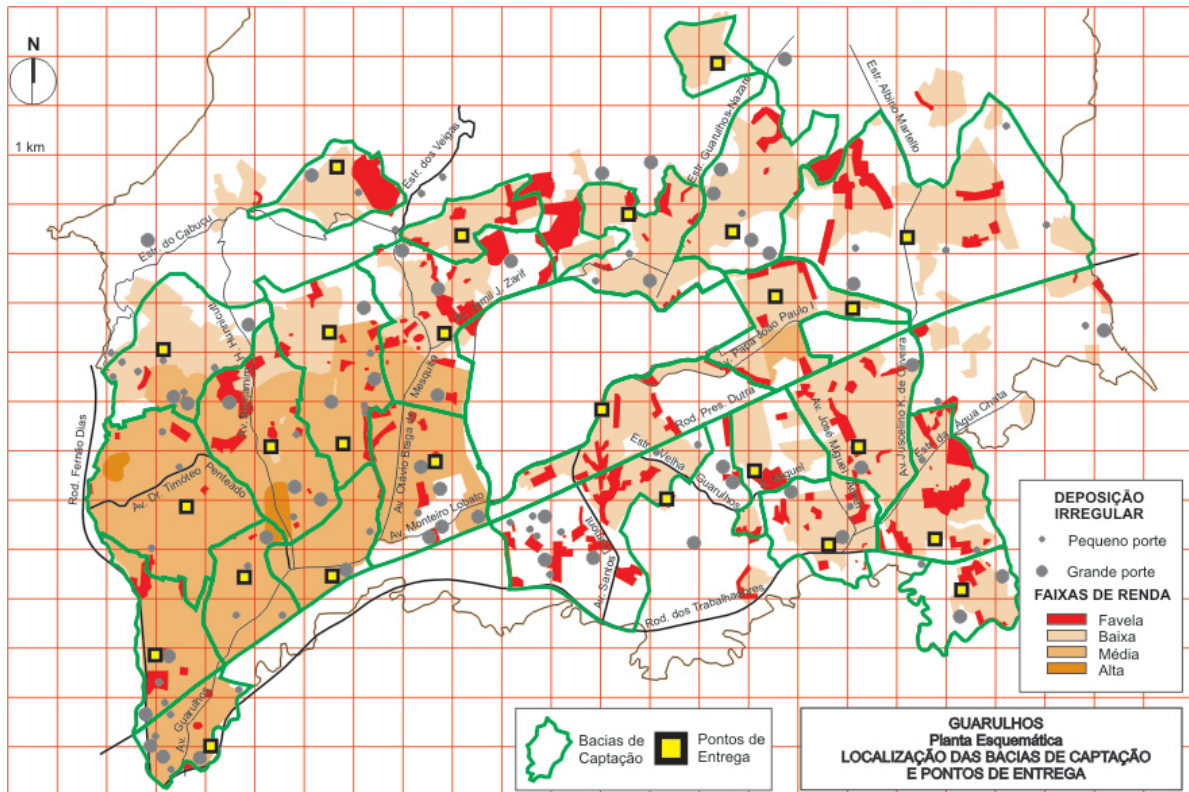 N
1 km
Estr. dos Veigas
Estr. Guarulhos-Nazaré
Estr. Albino Martello
Estr. do Cabuçu
Jamil J. Zarif
Av. Papa João Paulo I
Mesquita
Av. Otávio Braga de
Rod. Pres. Dutra
Av. Juscelino K. de Oliveira
Estr. da Água Chata
Av. José Miguel
Estr. Velha
Guarulhos
Rod. Fernão Dias
Av. Dr. Timóteo
Penteado
Av. Monteiro Lobato
Av. Santos
Dumont
Rod. dos Trabalhadores
Av. Guarulhos
DEPOSIÇÃO
IRREGULAR
Pequeno porte
Grande porte
FAIXAS DE RENDA
Favela
Baixa
Média
Alta
Bacias de
Captação
Pontos de
Entrega
GUARULHOS
Planta Esquemática
LOCALIZAÇÃO DAS BACIAS DE CAPTAÇÃO
E PONTOS DE ENTREGA